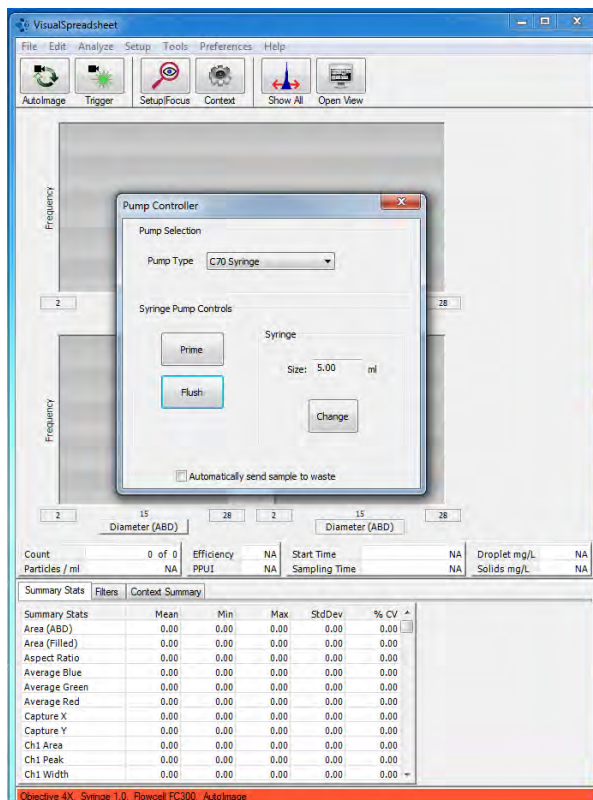 VisualSpreadsheet
File Edit Analyze Setup Tools Preferences Help
AutoImage Trigger Setup|Focus Context Show All Open View
Frequency
2 28
Pump Controller
Pump Selection
Pump Type C70 Syringe
Syringe Pump Controls
Prime
Flush
Syringe
Size: 5.00 ml
Change
Automatically send sample to waste
Frequency
2 15 28 2 15 28
Diameter (ABD) Diameter (ABD)
Count 0 of 0 Efficiency NA Start Time NA Droplet mg/L NA
Particles / ml NA PPUI NA Sampling Time NA Solids mg/L NA
Summary Stats Filters Context Summary
Summary Stats Mean Min Max StdDev % CV
Area (ABD) 0.00 0.00 0.00 0.00 0.00
Area (Filled) 0.00 0.00 0.00 0.00 0.00
Aspect Ratio 0.00 0.00 0.00 0.00 0.00
Average Blue 0.00 0.00 0.00 0.00 0.00
Average Green 0.00 0.00 0.00 0.00 0.00
Average Red 0.00 0.00 0.00 0.00 0.00
Capture X 0.00 0.00 0.00 0.00 0.00
Capture Y 0.00 0.00 0.00 0.00 0.00
Ch1 Area 0.00 0.00 0.00 0.00 0.00
Ch1 Peak 0.00 0.00 0.00 0.00 0.00
Ch1 Width 0.00 0.00 0.00 0.00 0.00
Objective 4X, Syringe 1.0, Flowcell FC300, AutoImage